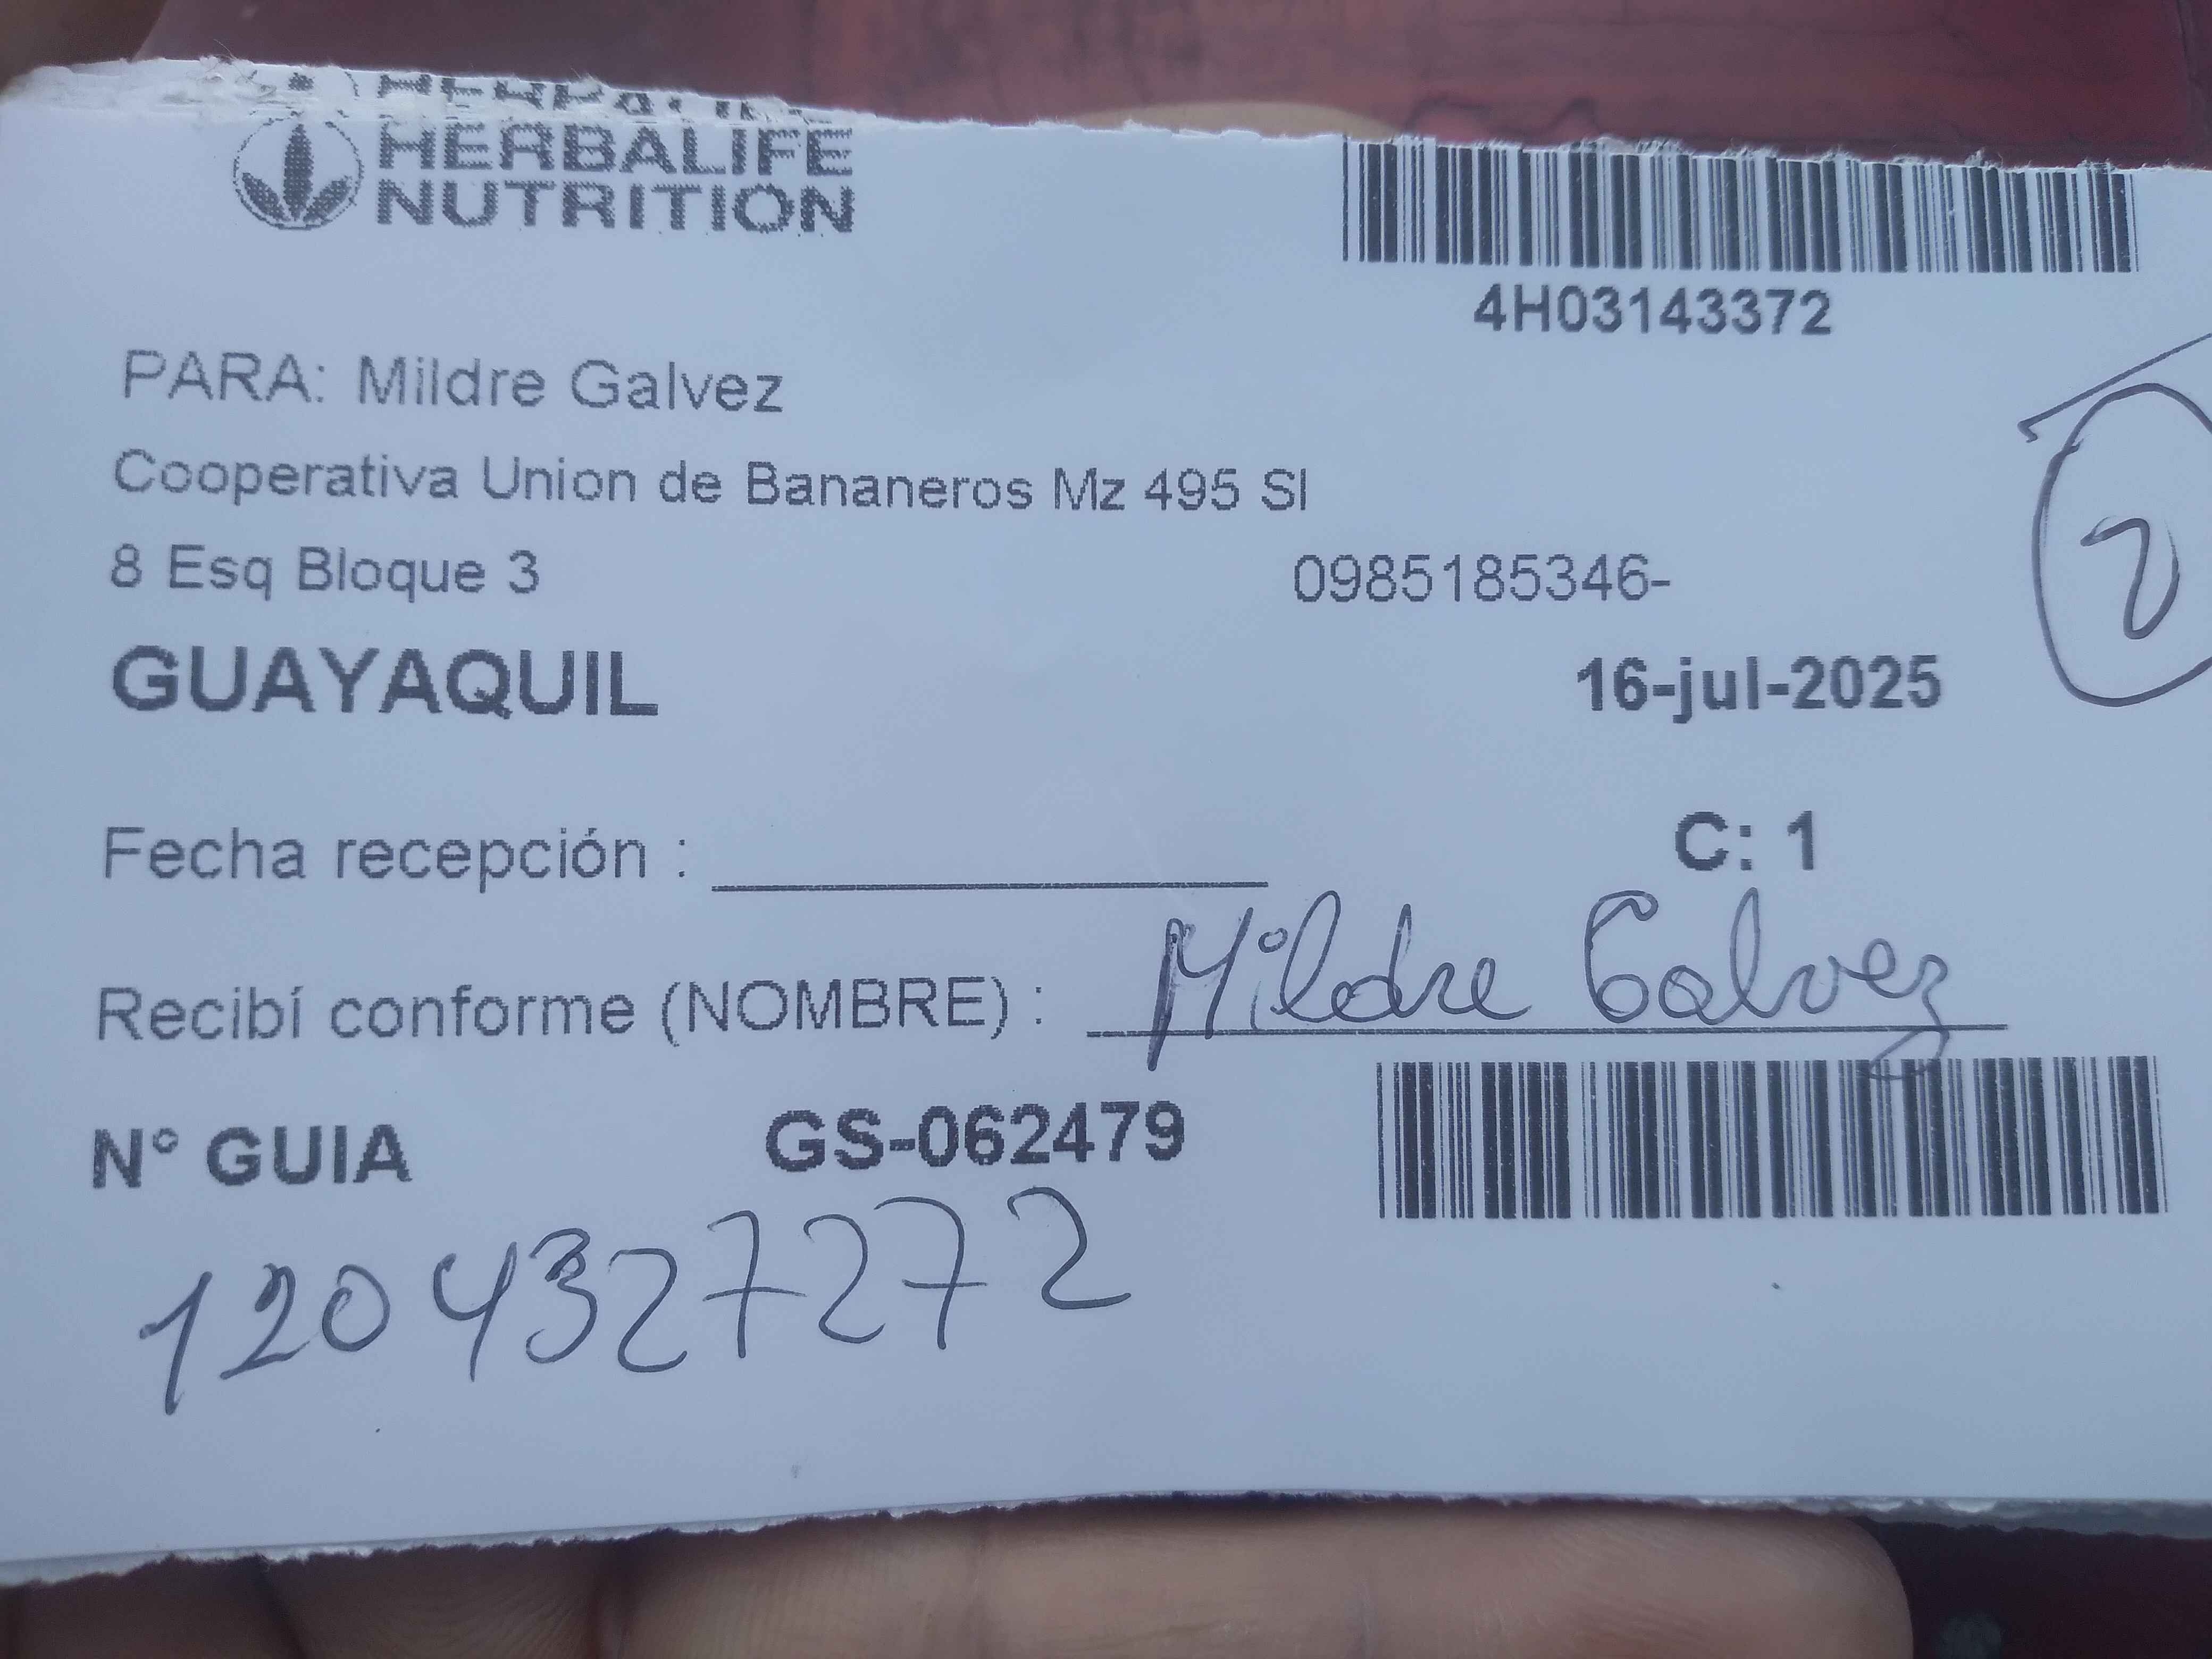 HERBALIFE
NUTRITION
4H03143372
PARA: Mildre Galvez
Cooperativa Union de Bananeros Mz 495 Sl
8 Esq Bloque 3
0985185346-
2
GUAYAQUIL
16-jul-2025
C: 1
Fecha recepción :
Recibí conforme (NOMBRE) : Mildre Galvez
N° GUIA GS-062479
1204327272